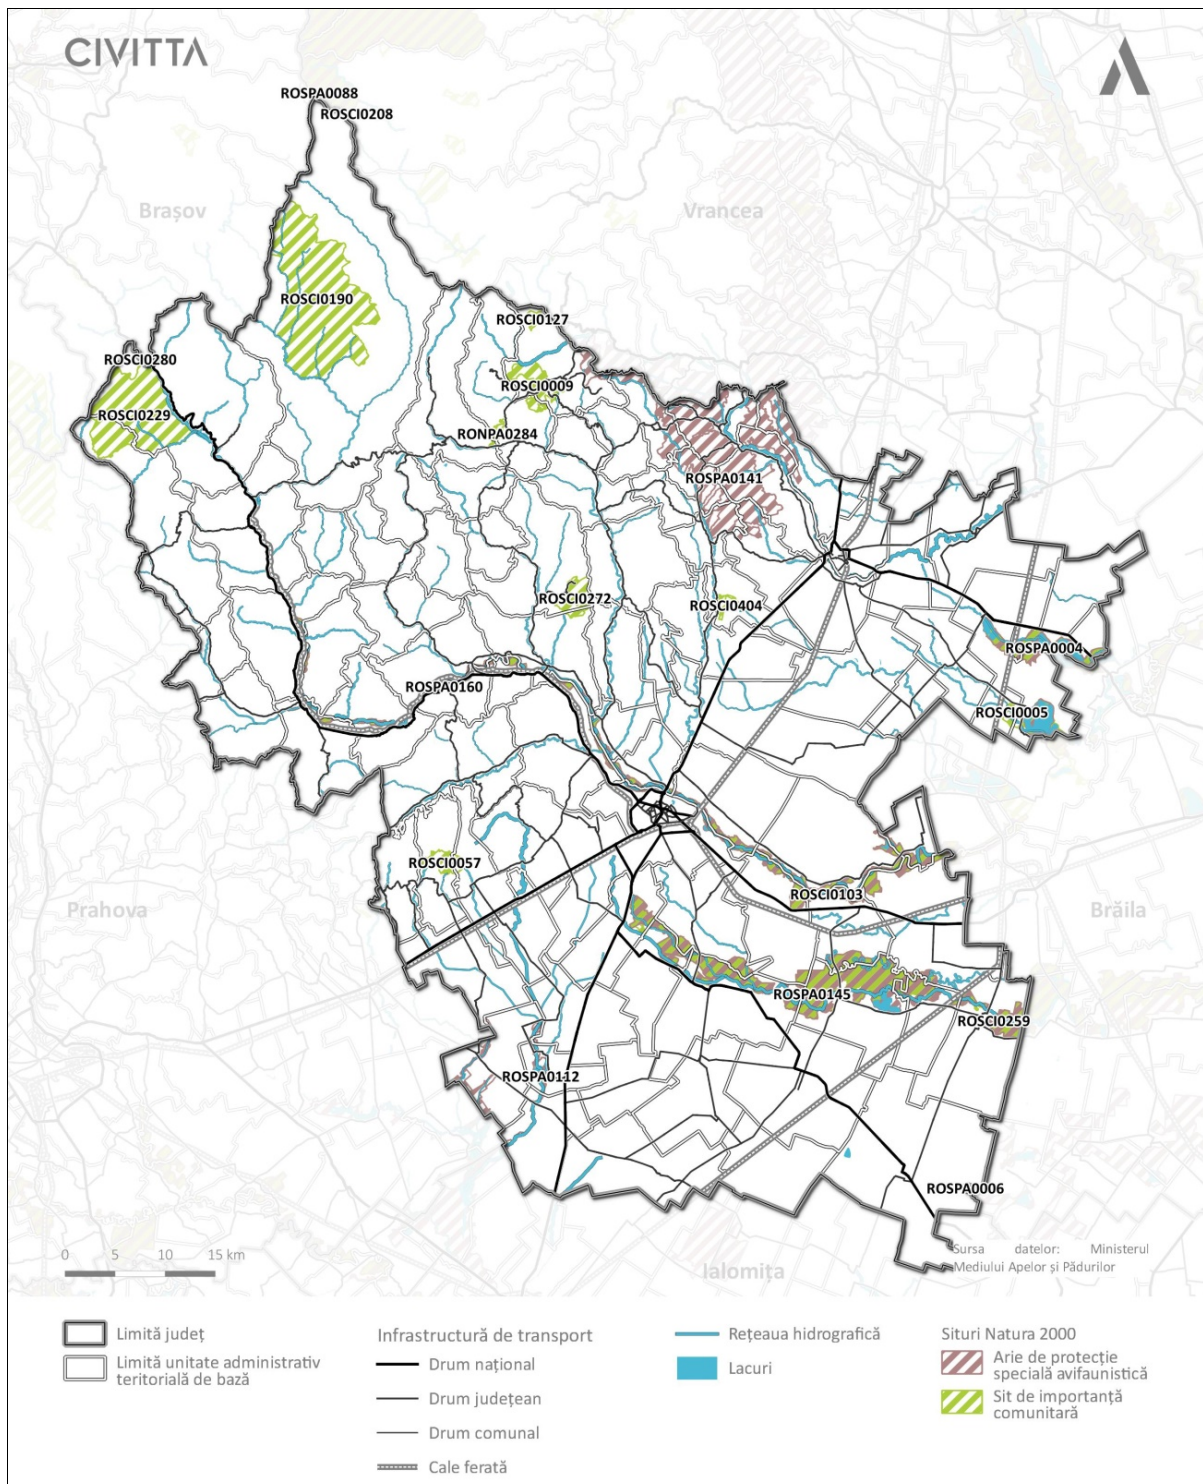 CIVITTA
ROSPA0088
ROSCI0208
Brașov
Vrancea
ROSCI0190
ROSCI0127
ROSCI0280
ROSCI0009
ROSCI0229
RONPA0284
ROSPA0141
ROSCI0272
ROSCI0404
ROSPA0004
ROSPA0160
ROSCI0005
ROSCI0057
ROSCI0103
Prahova
Brăila
ROSPA0145
ROSCI0259
ROSPA0112
ROSPA0006
0 5 10 15 km
Sursa datelor: Ministerul
Mediului Apelor și Pădurilor
Ialomița
Limită județ
Limită unitate administrativ
teritorială de bază
Infrastructură de transport
Drum național
Drum județean
Drum comunal
Cale ferată
Rețeaua hidrografică
Lacuri
Situri Natura 2000
Arie de protecție
specială avifaunistică
Sit de importanță
comunitară